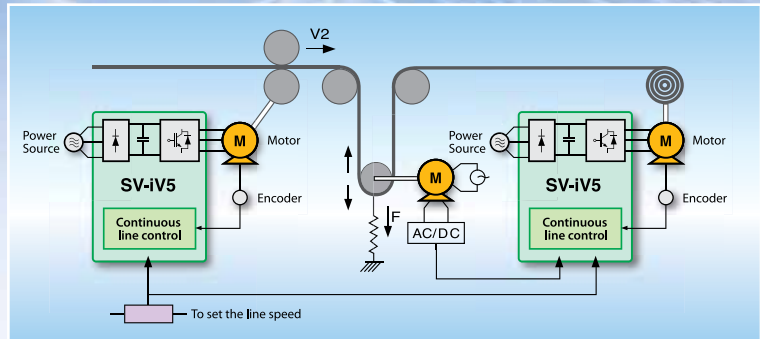 V2
Power
Source
M
Motor
SV-iV5
Encoder
Continuous
line control
To set the line speed
F
M
AC/DC
Power
Source
M
Motor
SV-iV5
Encoder
Continuous
line control